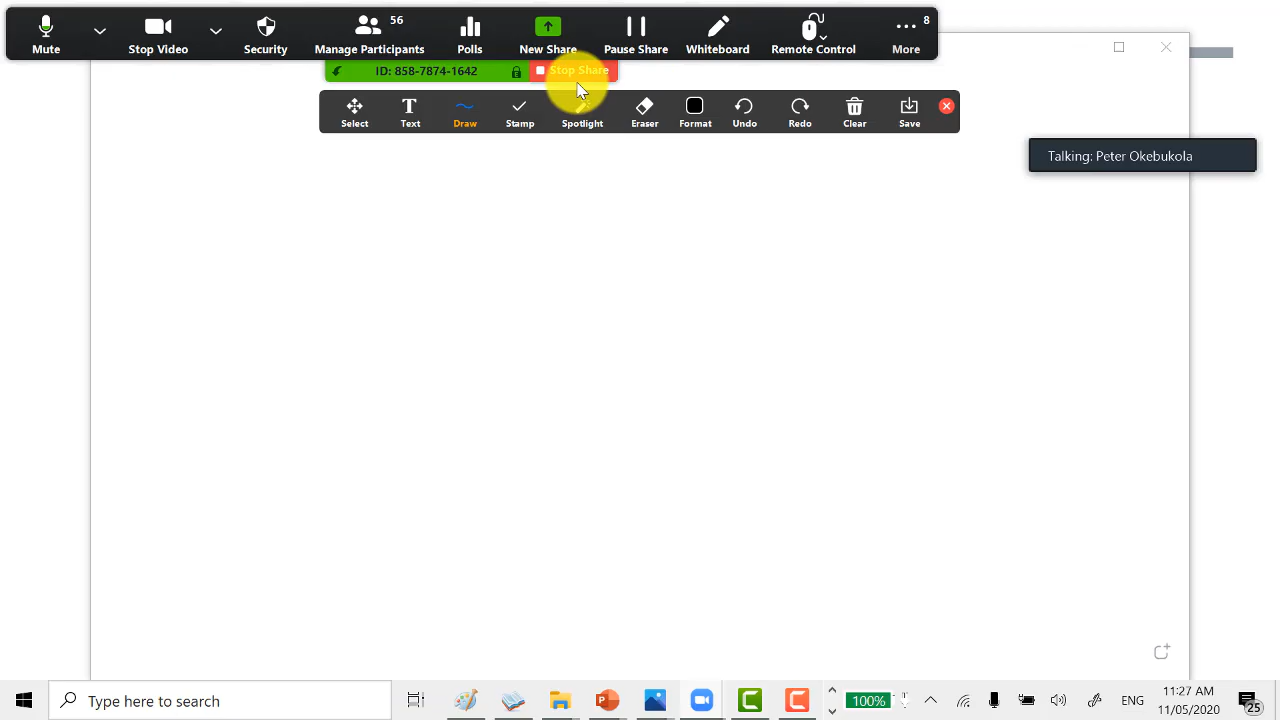 Mute
Stop Video
Security
Manage Participants
56
Polls
New Share
Pause Share
Whiteboard
Remote Control
8
More
ID: 858-7874-1642
Stop Share
Select
Text
Draw
Stamp
Spotlight
Eraser
Format
Undo
Redo
Clear
Save
Talking: Peter Okebukola
Type here to search
100%
ENG
11:27 AM
11/05/2020
25